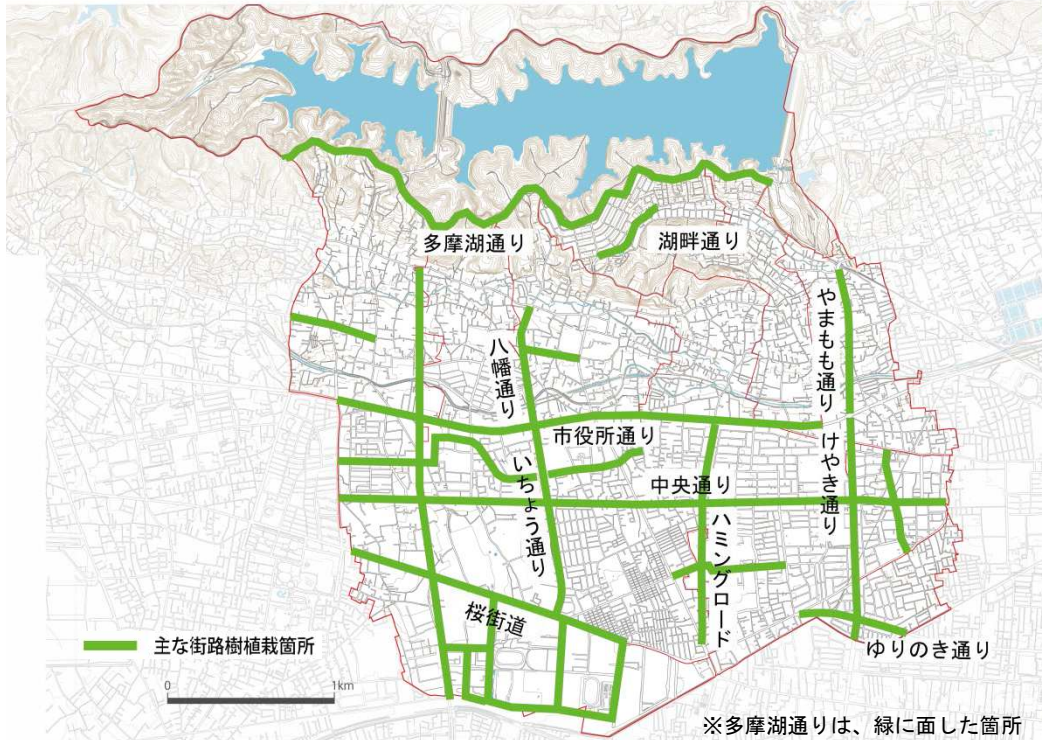 多摩湖通り
湖畔通り
やまもも通り
八幡通り
市役所通り
けやき通り
いちょう通り
中央通り
ハミングロード
桜街道
主な街路樹植栽箇所
ゆりのき通り
0
1km
※多摩湖通りは、緑に面した箇所